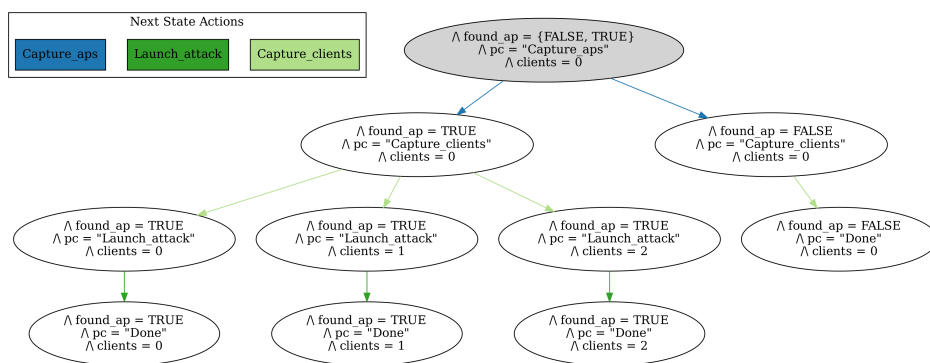 Next State Actions
Capture_aps
Launch_attack
Capture_clients
/\ found_ap = {FALSE, TRUE}
/\ pc = "Capture_aps"
/\ clients = 0
/\ found_ap = TRUE
/\ pc = "Capture_clients"
/\ clients = 0
/\ found_ap = FALSE
/\ pc = "Capture_clients"
/\ clients = 0
/\ found_ap = TRUE
/\ pc = "Launch_attack"
/\ clients = 0
/\ found_ap = TRUE
/\ pc = "Launch_attack"
/\ clients = 1
/\ found_ap = TRUE
/\ pc = "Launch_attack"
/\ clients = 2
/\ found_ap = FALSE
/\ pc = "Done"
/\ clients = 0
/\ found_ap = TRUE
/\ pc = "Done"
/\ clients = 0
/\ found_ap = TRUE
/\ pc = "Done"
/\ clients = 1
/\ found_ap = TRUE
/\ pc = "Done"
/\ clients = 2